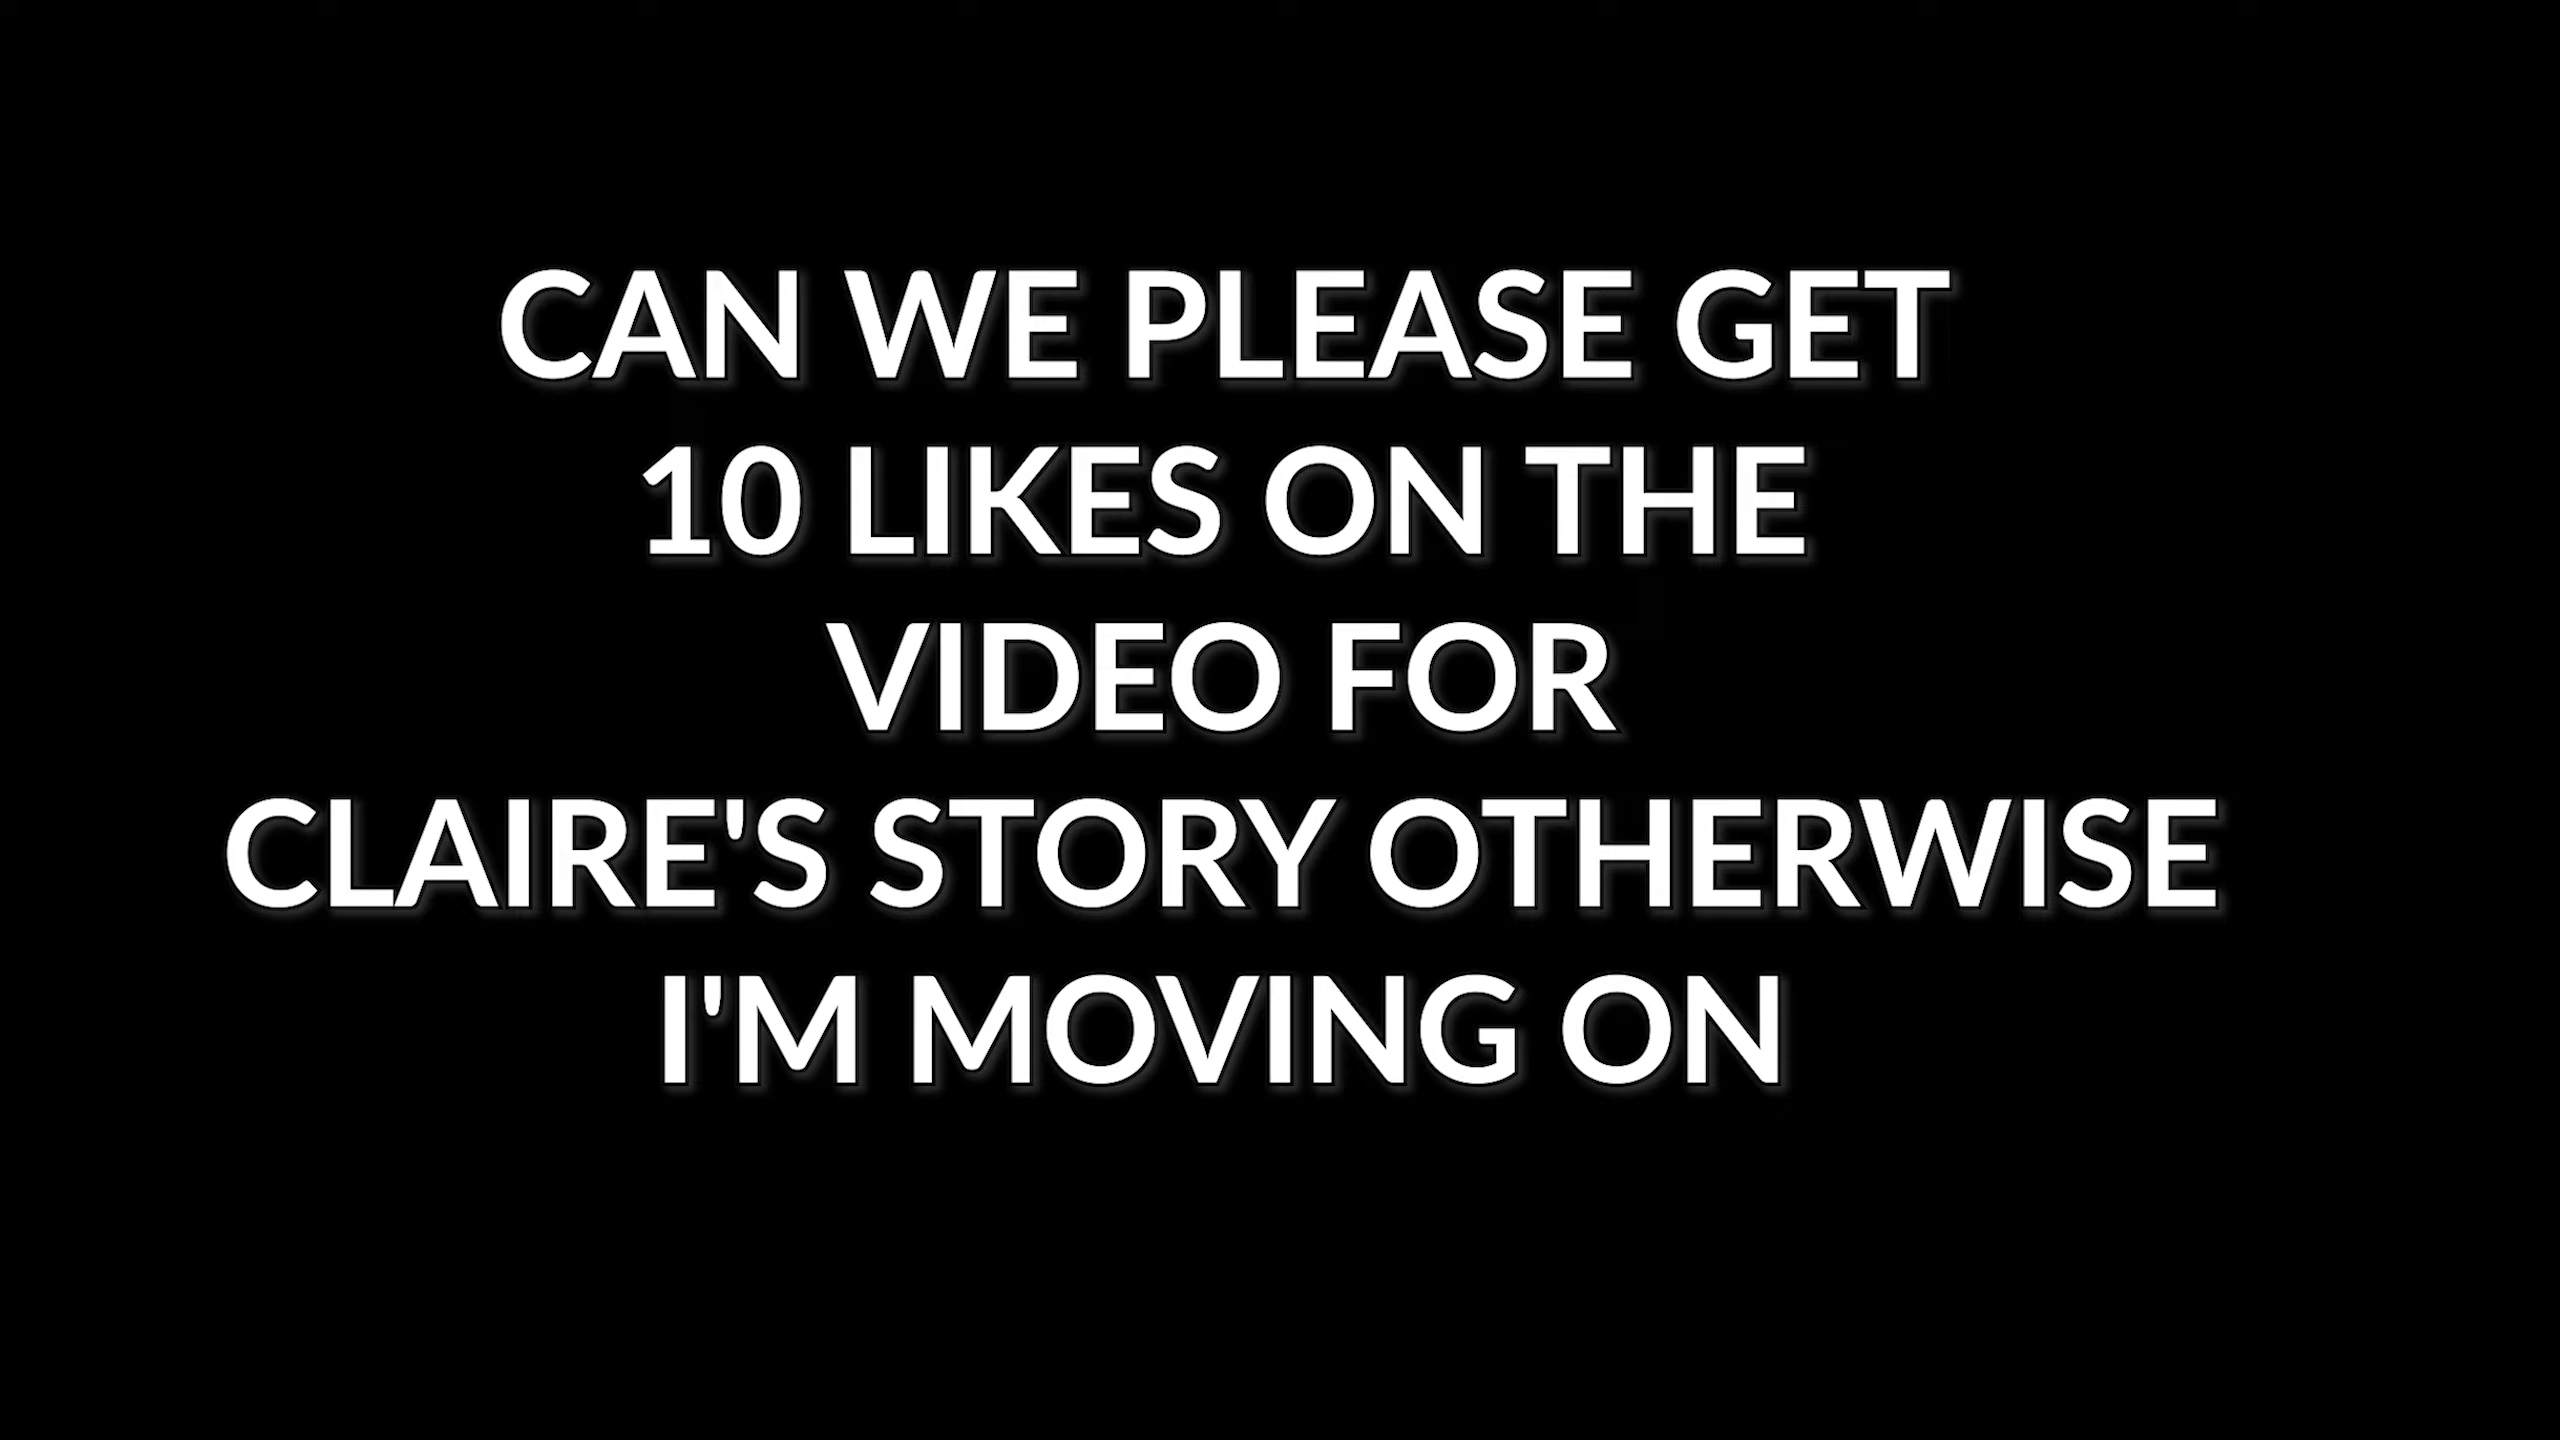 CAN WE PLEASE GET
10 LIKES ON THE
VIDEO FOR
CLAIRE'S STORY OTHERWISE
I'M MOVING ON